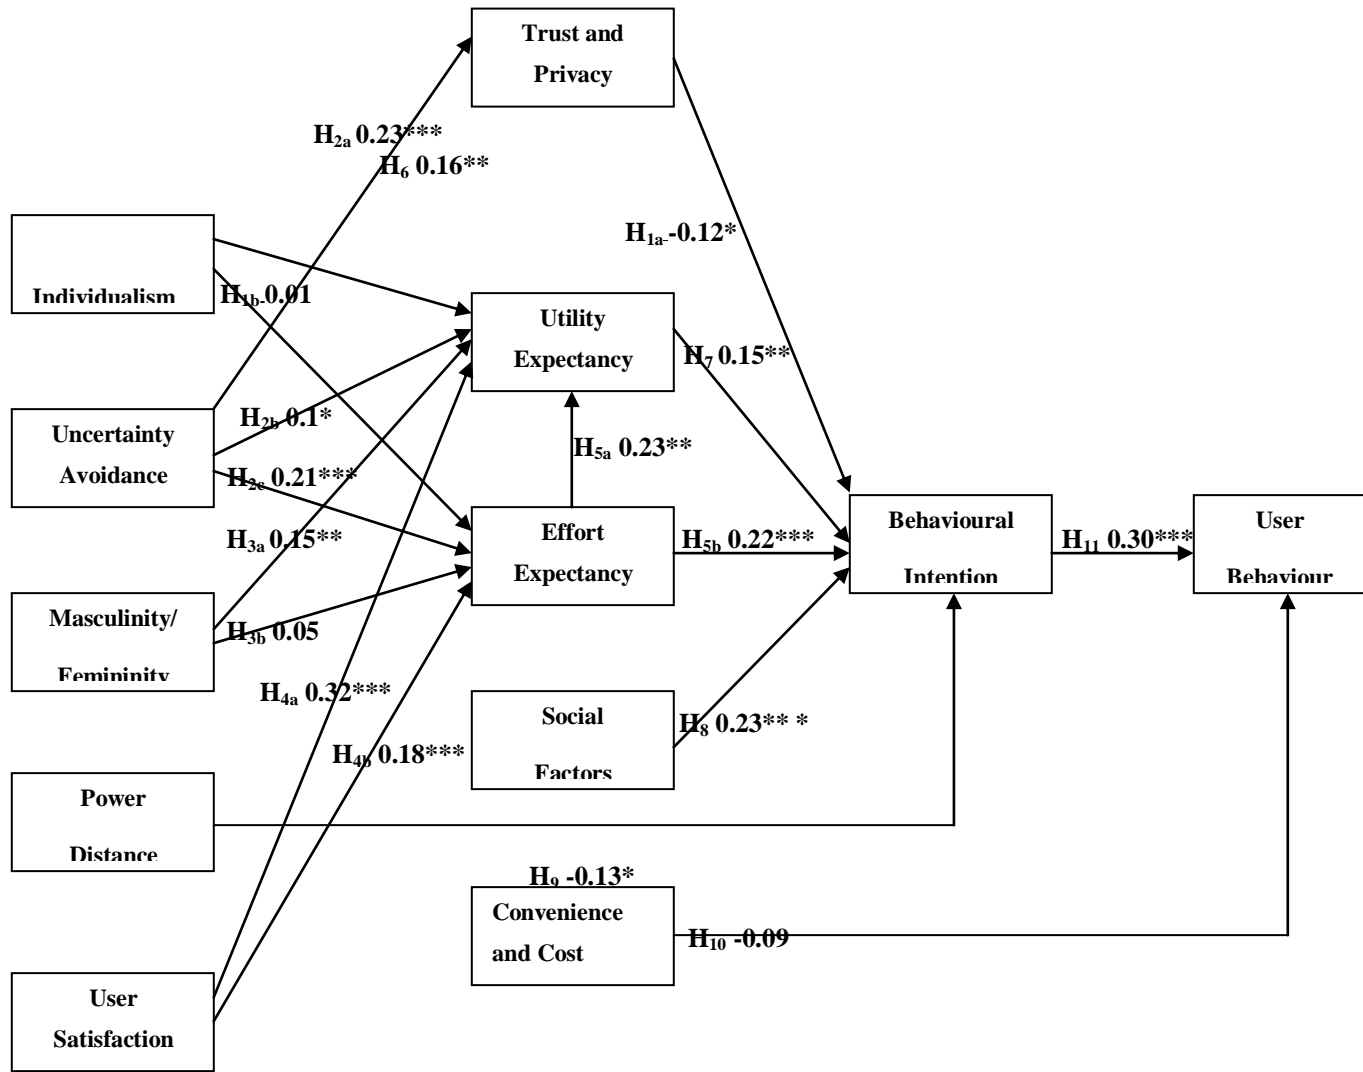 Trust and
Privacy
H2a 0.23***
H6 0.16**
H1a- -0.12*
Individualism
H1b- 0.01
Utility
Expectancy
H7 0.15**
Uncertainty
Avoidance
H2b 0.1*
H5a 0.23**
H2c 0.21***
H3a 0.15**
Effort
Expectancy
H5b 0.22***
Behavioural
Intention
H11 0.30***
User
Behaviour
Masculinity/
Femininity
H3b 0.05
H4a 0.32***
Social
Factors
H8 0.23** *
H4b 0.18***
Power
Distance
H9 -0.13*
Convenience
and Cost
H10 -0.09
User
Satisfaction